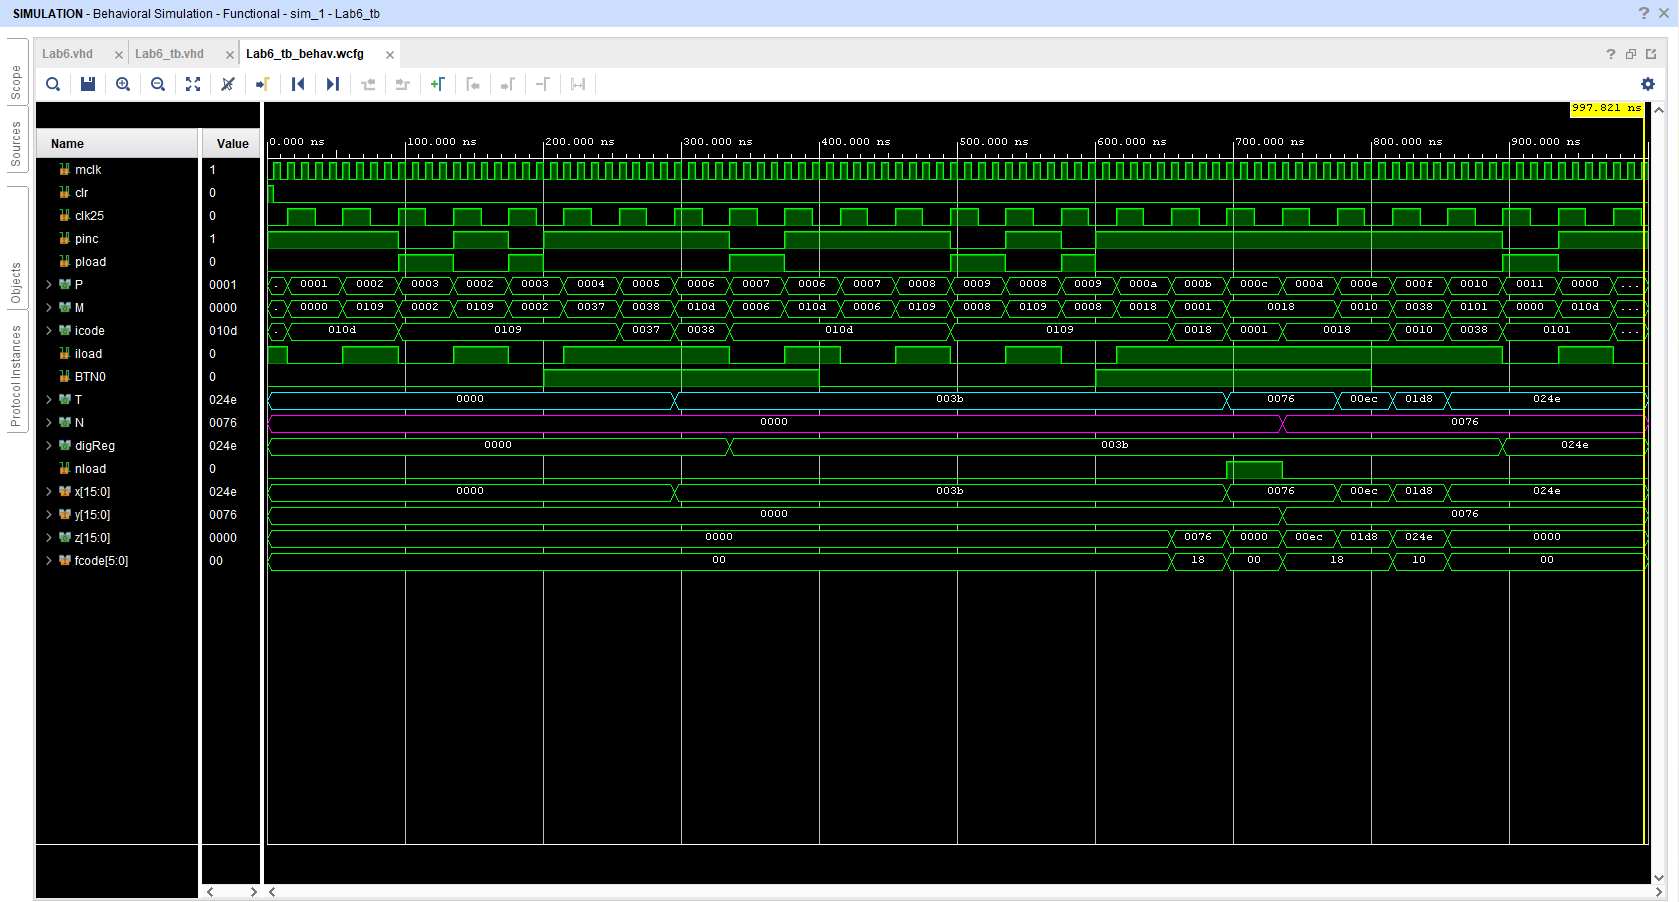 SIMULATION - Behavioral Simulation - Functional - sim_1 - Lab6_tb
Scope
Sources
Objects
Protocol Instances
Lab6.vhd
Lab6_tb.vhd
Lab6_tb_behav.wcfg
997.821 ns
Name Value
0.000 ns 100.000 ns 200.000 ns 300.000 ns 400.000 ns 500.000 ns 600.000 ns 700.000 ns 800.000 ns 900.000 ns
mclk 1
clr 0
clk25 0
pinc 1
pload 0
P 0001 . 0001 0002 0003 0002 0003 0004 0005 0006 0007 0006 0007 0008 0009 0008 0009 000a 000b 000c 000d 000e 000f 0010 0011 0000 ...
M 0000 . 0000 0109 0002 0109 0002 0037 0038 010d 0006 010d 0006 0109 0008 0109 0008 0018 0001 0018 0010 0038 0101 0000 010d ...
icode 010d . 010d 0109 0037 0038 010d 0109 0018 0001 0018 0010 0038 0101 ...
iload 0
BTN0 0
T 024e 0000 003b 0076 00ec 01d8 024e
N 0076 0000 0076
digReg 024e 0000 003b 024e
nload 0
x[15:0] 024e 0000 003b 0076 00ec 01d8 024e
y[15:0] 0076 0000 0076
z[15:0] 0000 0000 0076 0000 00ec 01d8 024e 0000
fcode[5:0] 00 00 18 00 18 10 00